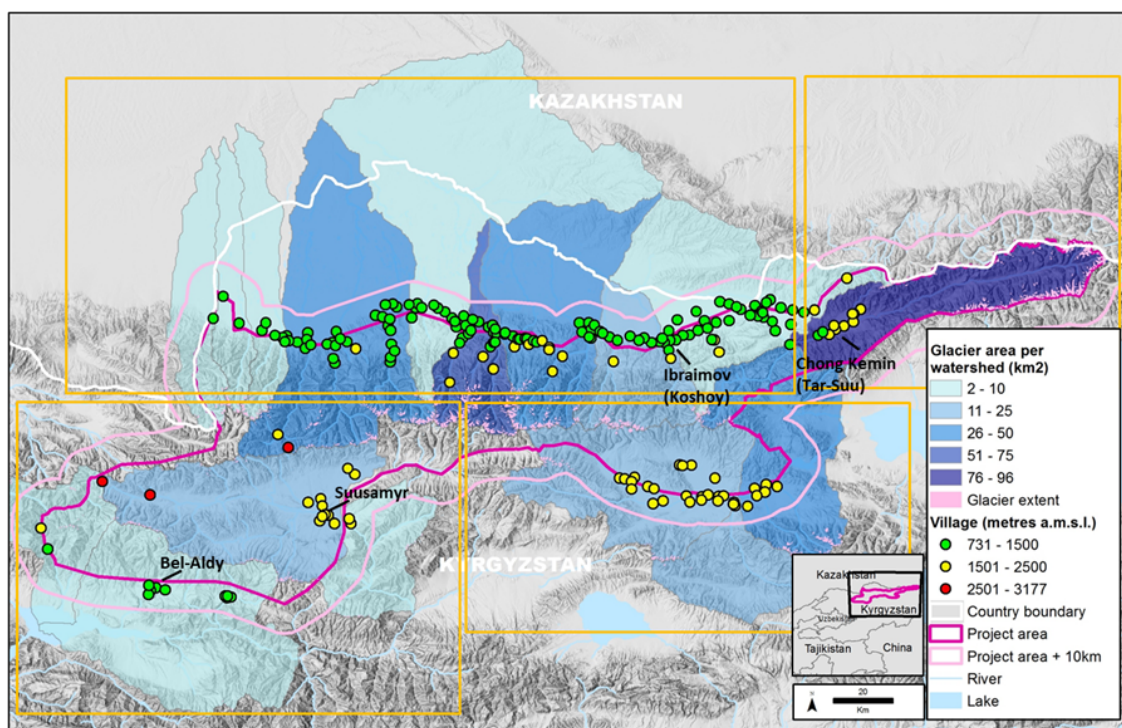 KAZAKHSTAN
Ibraimov
(Koshoy)
Chong Kemin
(Tar-Suu)
Suusamyr
Bel-Aldy
KYRGYZSTAN
Glacier area per
watershed (km2)
2 - 10
11 - 25
26 - 50
51 - 75
76 - 96
Glacier extent
Village (metres a.m.s.l.)
731 - 1500
1501 - 2500
2501 - 3177
Country boundary
Project area
Project area + 10km
River
Lake
Kazakhstan
Kyrgyzstan
Uzbekistan
Tajikistan
China
N
20
Km